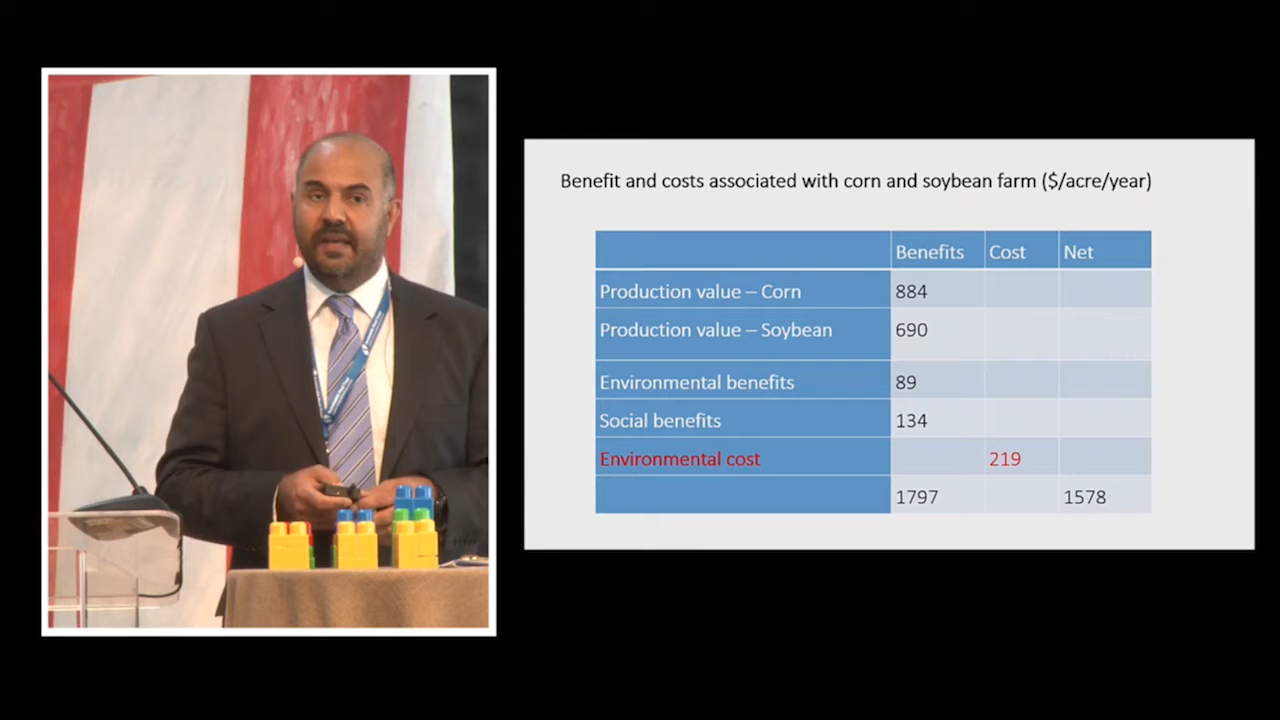 Benefit and costs associated with corn and soybean farm ($/acre/year)
Benefits Cost Net
Production value – Corn 884
Production value – Soybean 690
Environmental benefits 89
Social benefits 134
Environmental cost 219
1797 1578